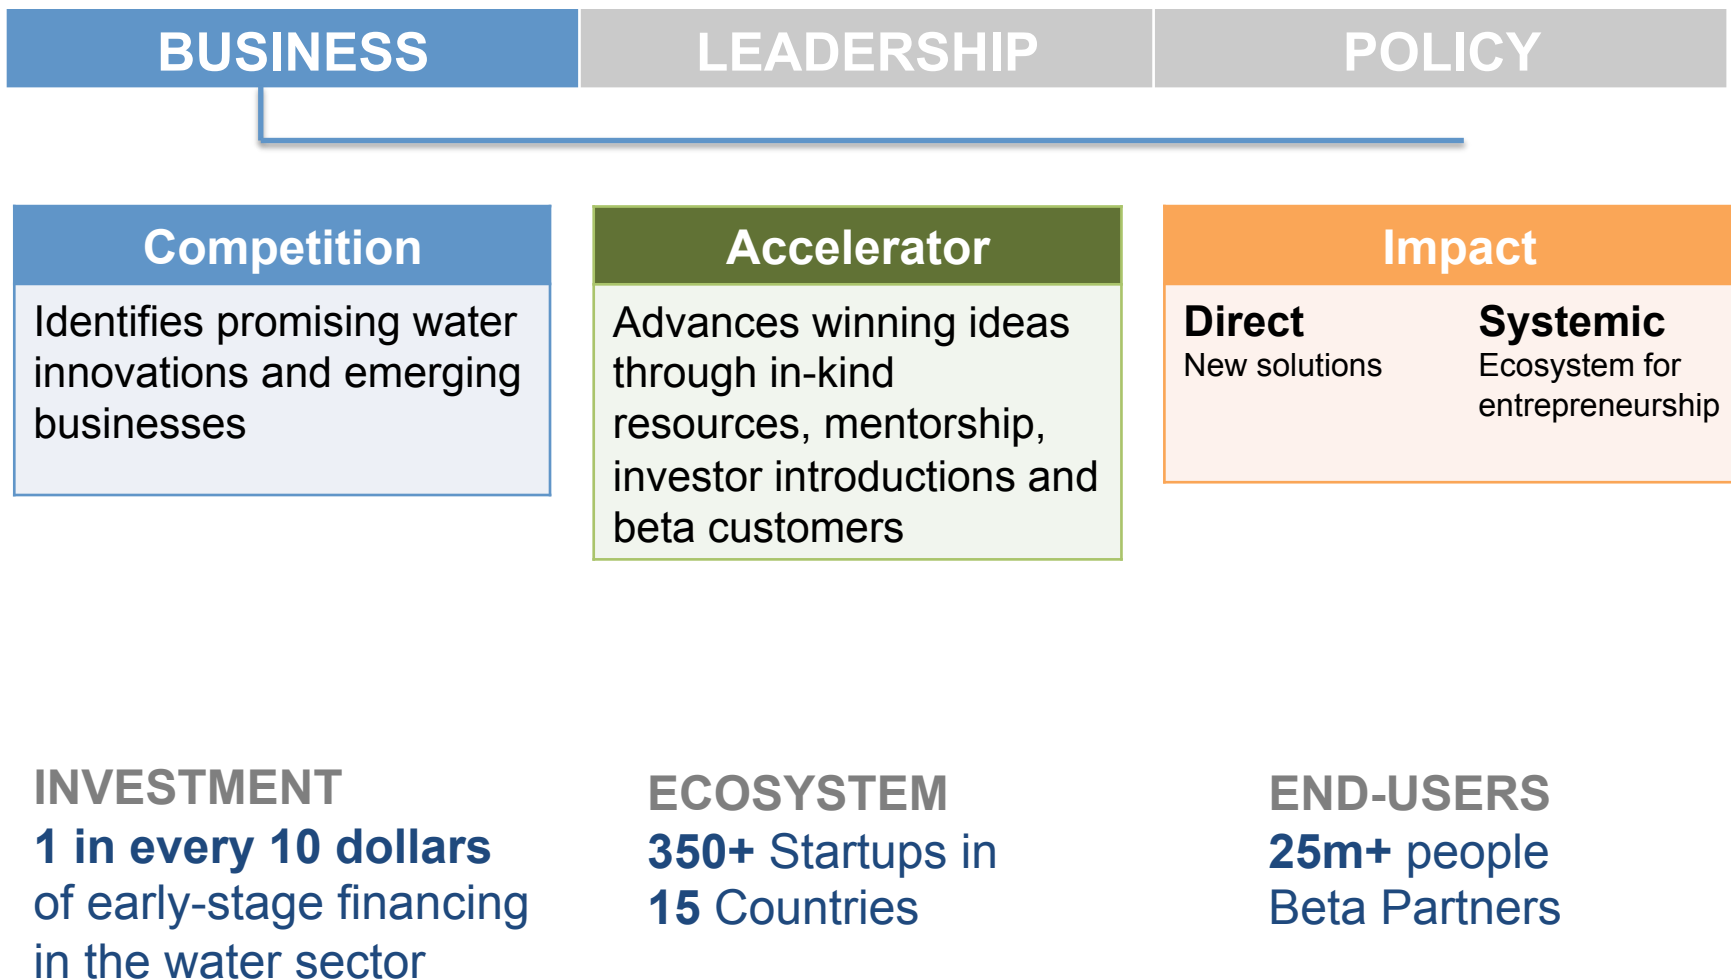 BUSINESS LEADERSHIP POLICY
Competition
Identifies promising water
innovations and emerging
businesses
Accelerator
Advances winning ideas
through in-kind
resources, mentorship,
investor introductions and
beta customers
Impact
Direct
New solutions
Systemic
Ecosystem for
entrepreneurship
INVESTMENT
1 in every 10 dollars
of early-stage financing
in the water sector
ECOSYSTEM
350+ Startups in
15 Countries
END-USERS
25m+ people
Beta Partners